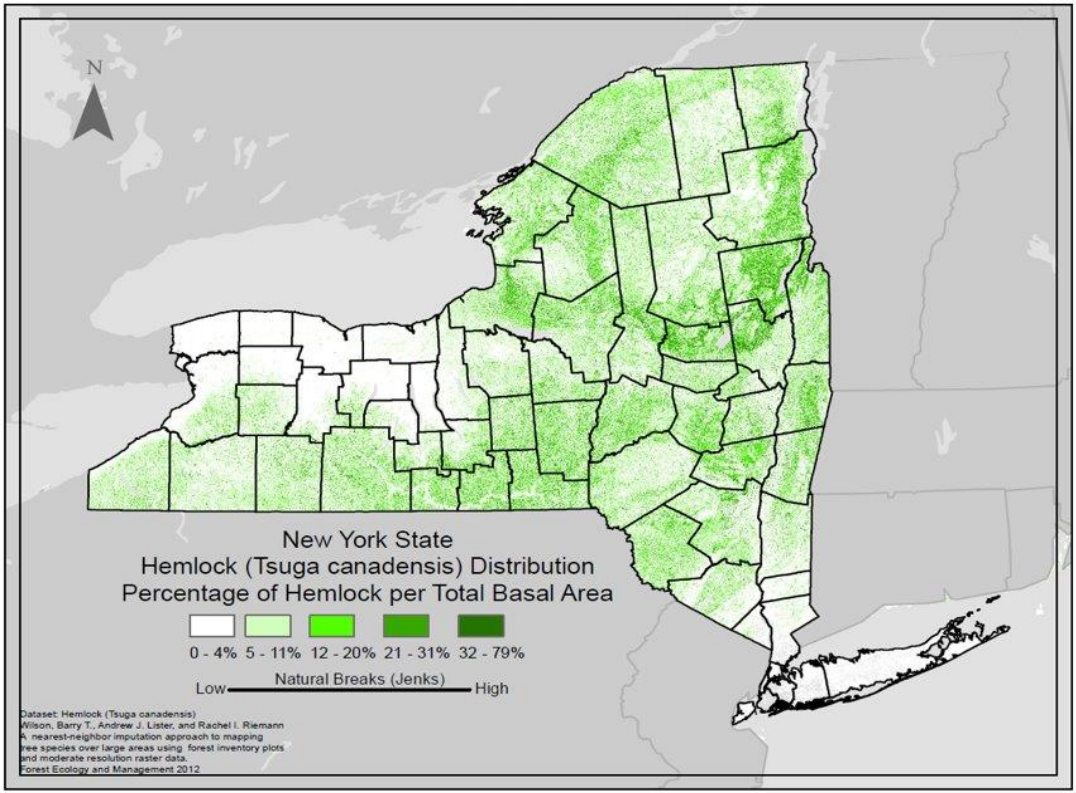 N
New York State
Hemlock (Tsuga canadensis) Distribution
Percentage of Hemlock per Total Basal Area
0 - 4% 5 - 11% 12 - 20% 21 - 31% 32 - 79%
Natural Breaks (Jenks)
Low High
Dataset: Hemlock (Tsuga canadensis)
Wilson, Barry T., Andrew J. Lister, and Rachel I. Riemann
A nearest-neighbor imputation approach to mapping
tree species over large areas using forest inventory plots
and moderate resolution raster data.
Forest Ecology and Management 2012